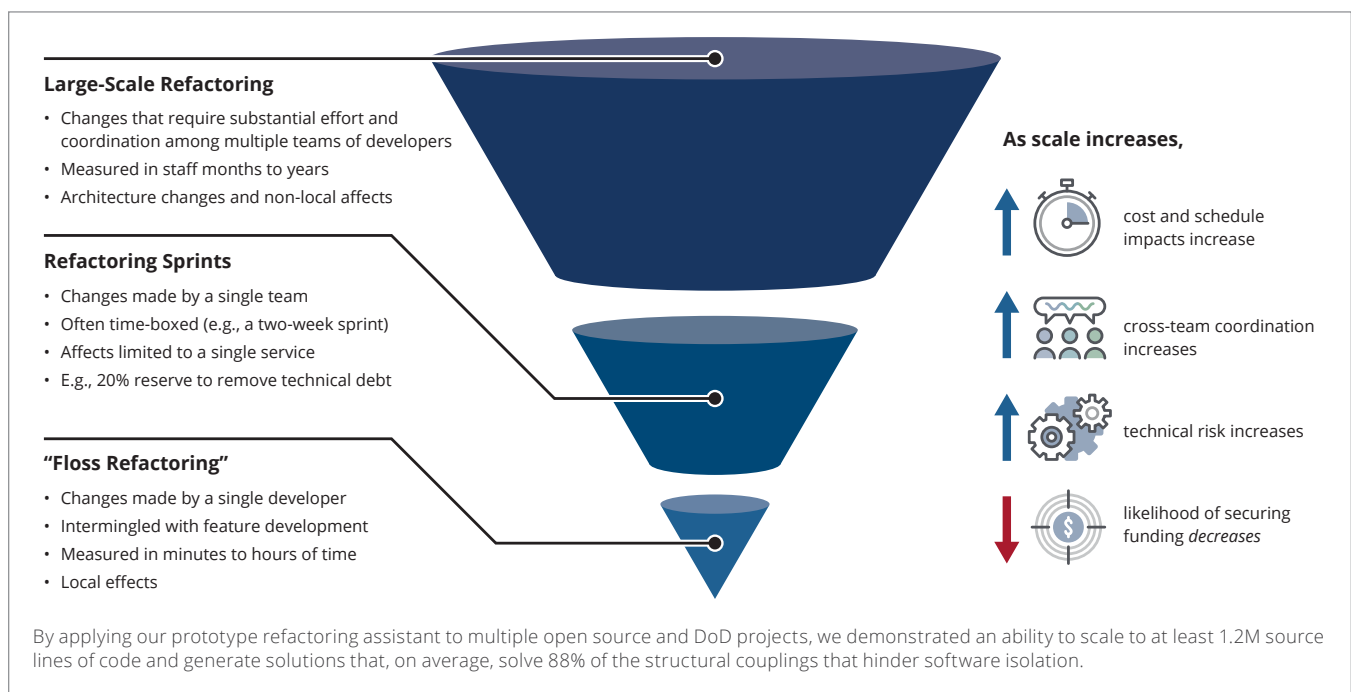 Large-Scale Refactoring
• Changes that require substantial effort and
coordination among multiple teams of developers
• Measured in staff months to years
• Architecture changes and non-local affects
Refactoring Sprints
• Changes made by a single team
• Often time-boxed (e.g., a two-week sprint)
• Affects limited to a single service
• E.g., 20% reserve to remove technical debt
“Floss Refactoring”
• Changes made by a single developer
• Intermingled with feature development
• Measured in minutes to hours of time
• Local effects
As scale increases,
cost and schedule
impacts increase
cross-team coordination
increases
technical risk increases
$
likelihood of securing
funding decreases
By applying our prototype refactoring assistant to multiple open source and DoD projects, we demonstrated an ability to scale to at least 1.2M source
lines of code and generate solutions that, on average, solve 88% of the structural couplings that hinder software isolation.